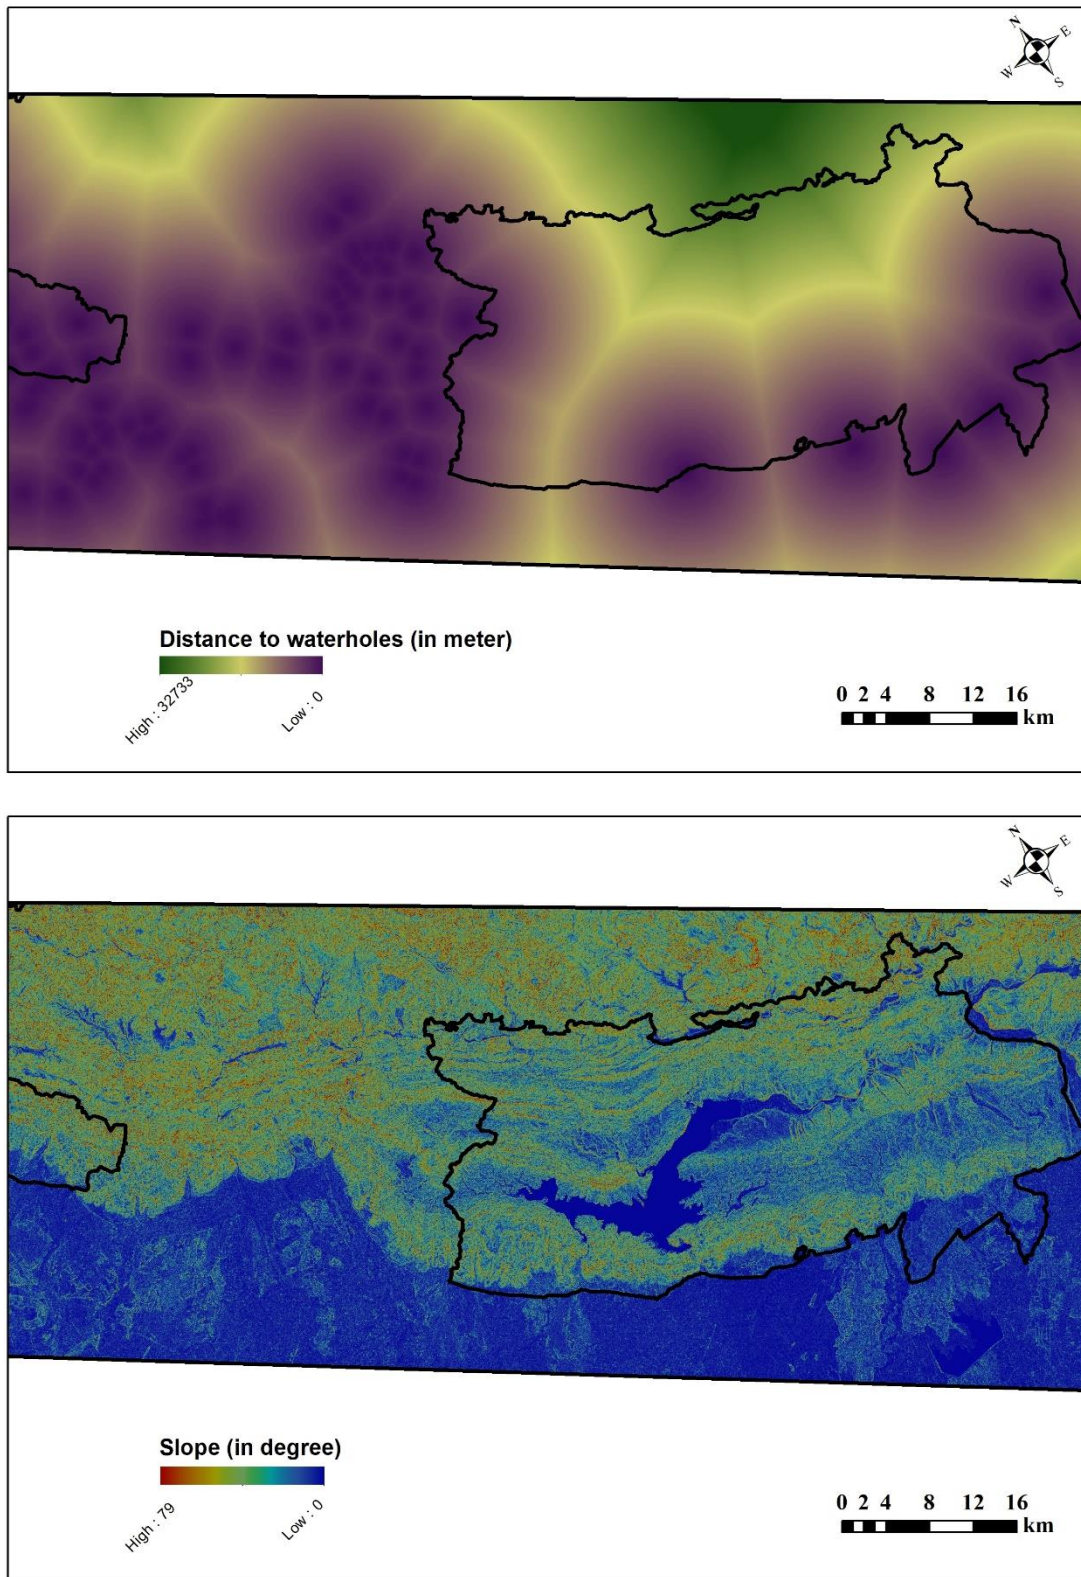 N
E
W
S
Distance to waterholes (in meter)
High : 32733
Low : 0
0 2 4 8 12 16
km
N
E
W
S
Slope (in degree)
High : 79
Low : 0
0 2 4 8 12 16
km